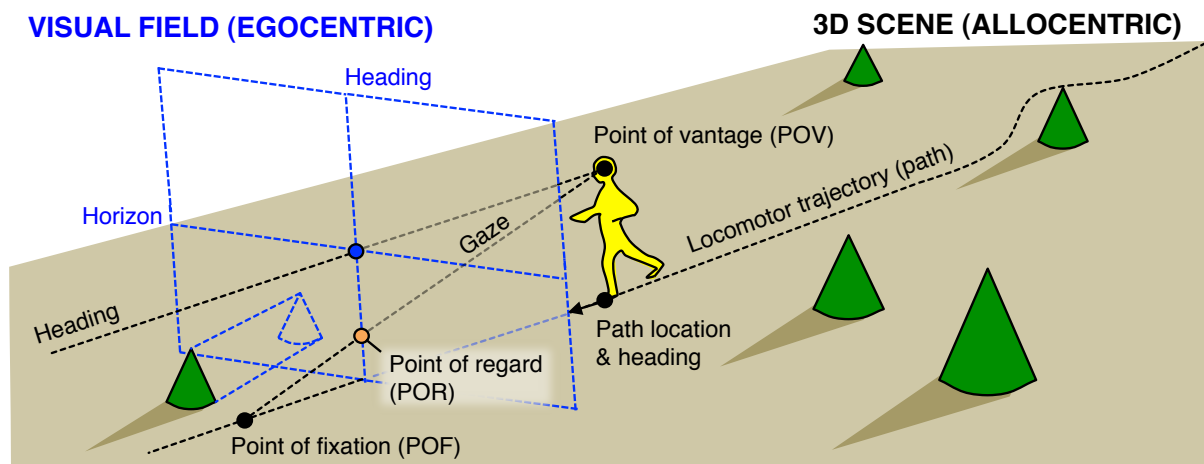 VISUAL FIELD (EGOCENTRIC)
3D SCENE (ALLOCENTRIC)
Heading
Point of vantage (POV)
Horizon
Gaze
Locomotor trajectory (path)
Heading
Path location
& heading
Point of regard
(POR)
Point of fixation (POF)